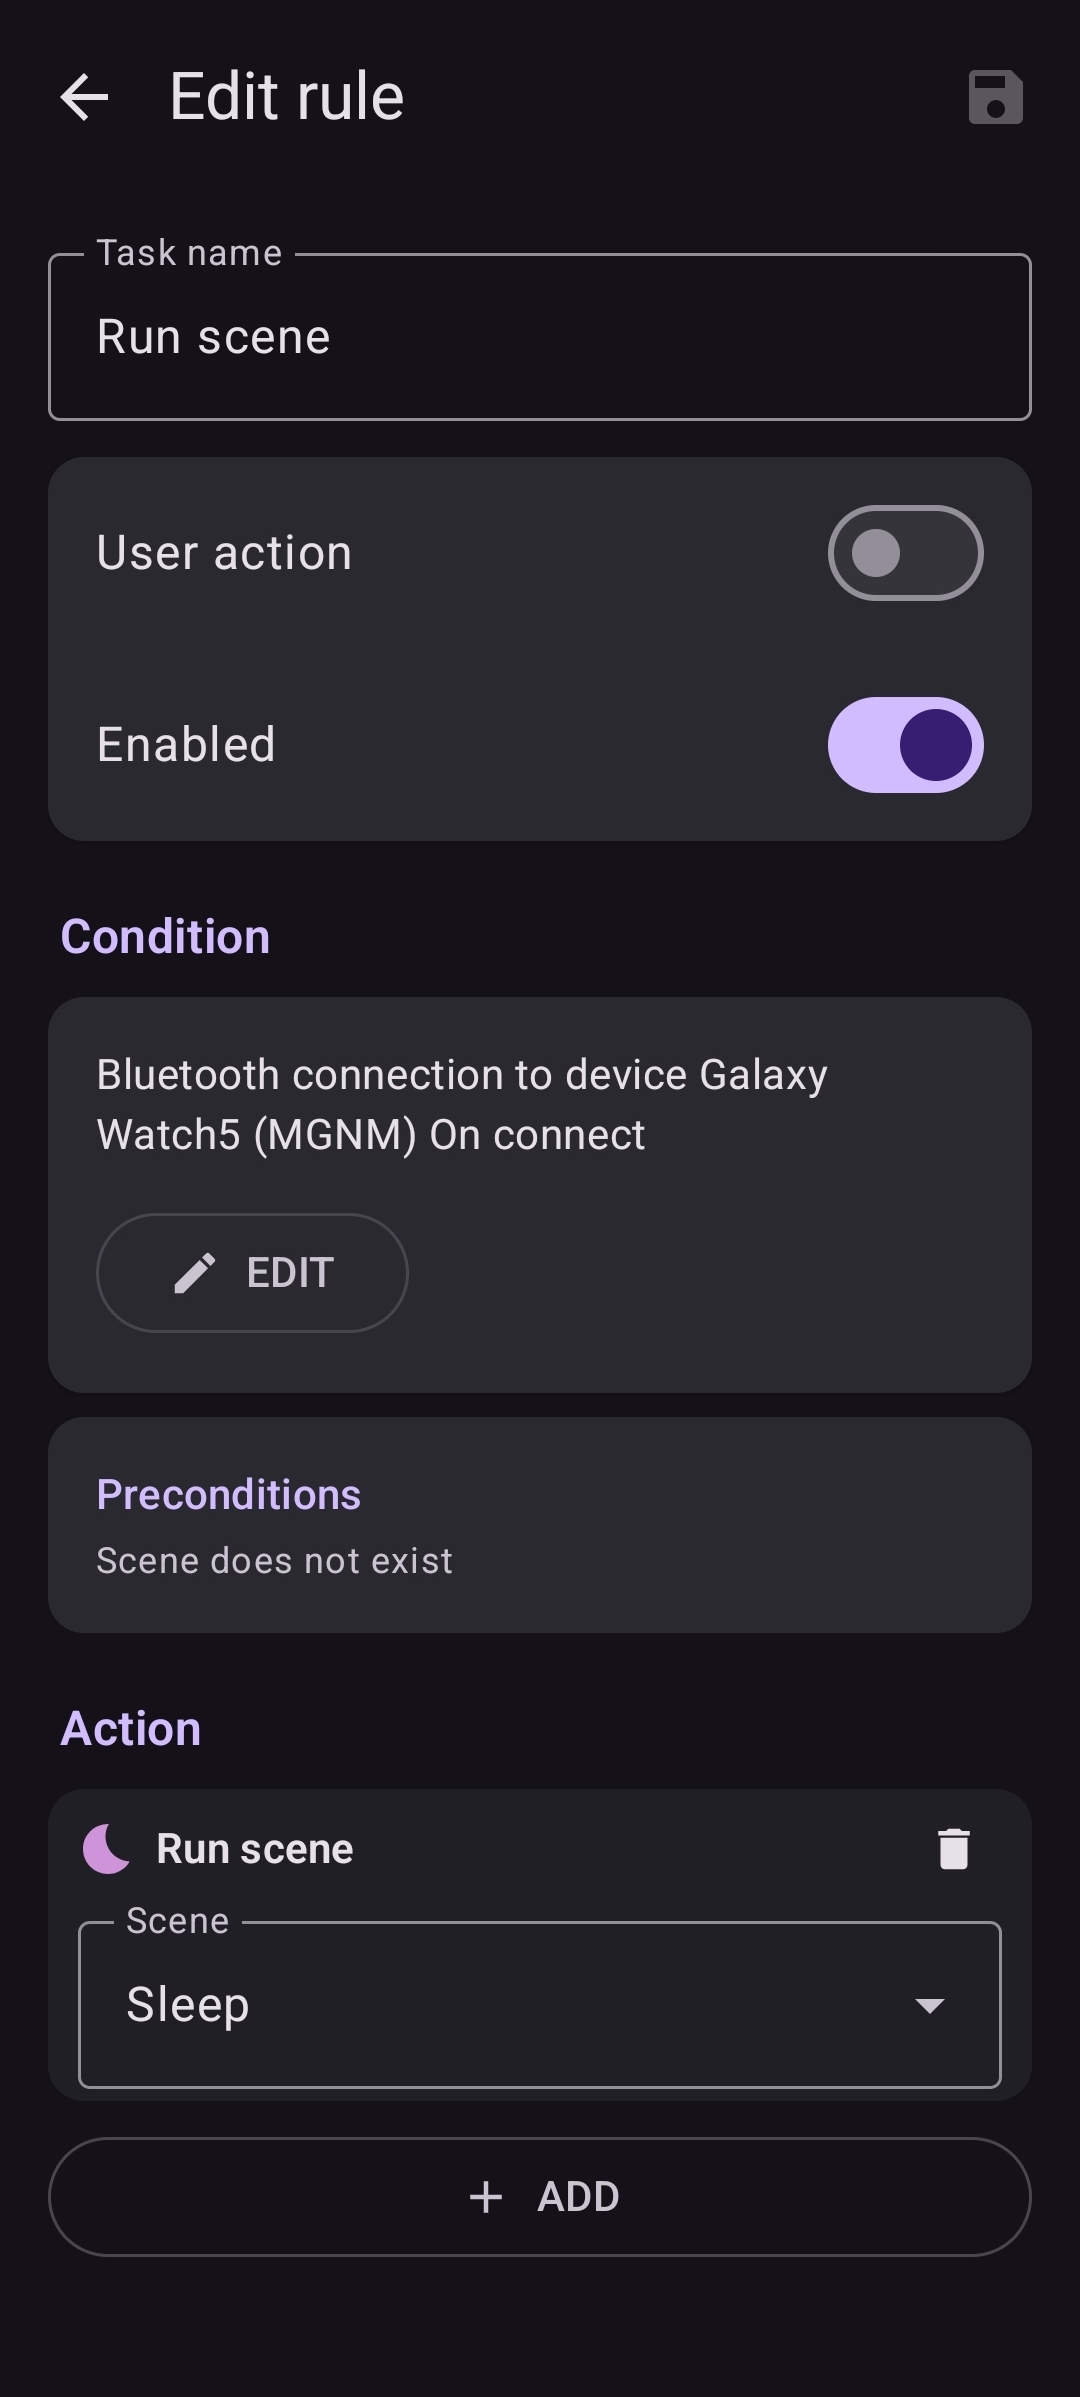 Edit rule
Task name
Run scene
User action
Enabled
Condition
Bluetooth connection to device Galaxy
Watch5 (MGNM) On connect
EDIT
Preconditions
Scene does not exist
Action
Run scene
Scene
Sleep
ADD